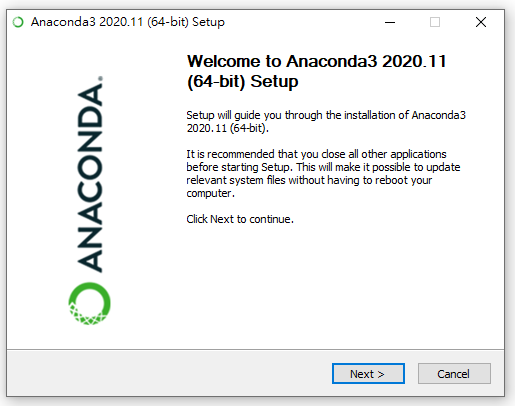 Anaconda3 2020.11 (64-bit) Setup
Welcome to Anaconda3 2020.11
(64-bit) Setup
Setup will guide you through the installation of Anaconda3
2020.11 (64-bit).
It is recommended that you close all other applications
before starting Setup. This will make it possible to update
relevant system files without having to reboot your
computer.
Click Next to continue.
ANACONDA.
Next >
Cancel